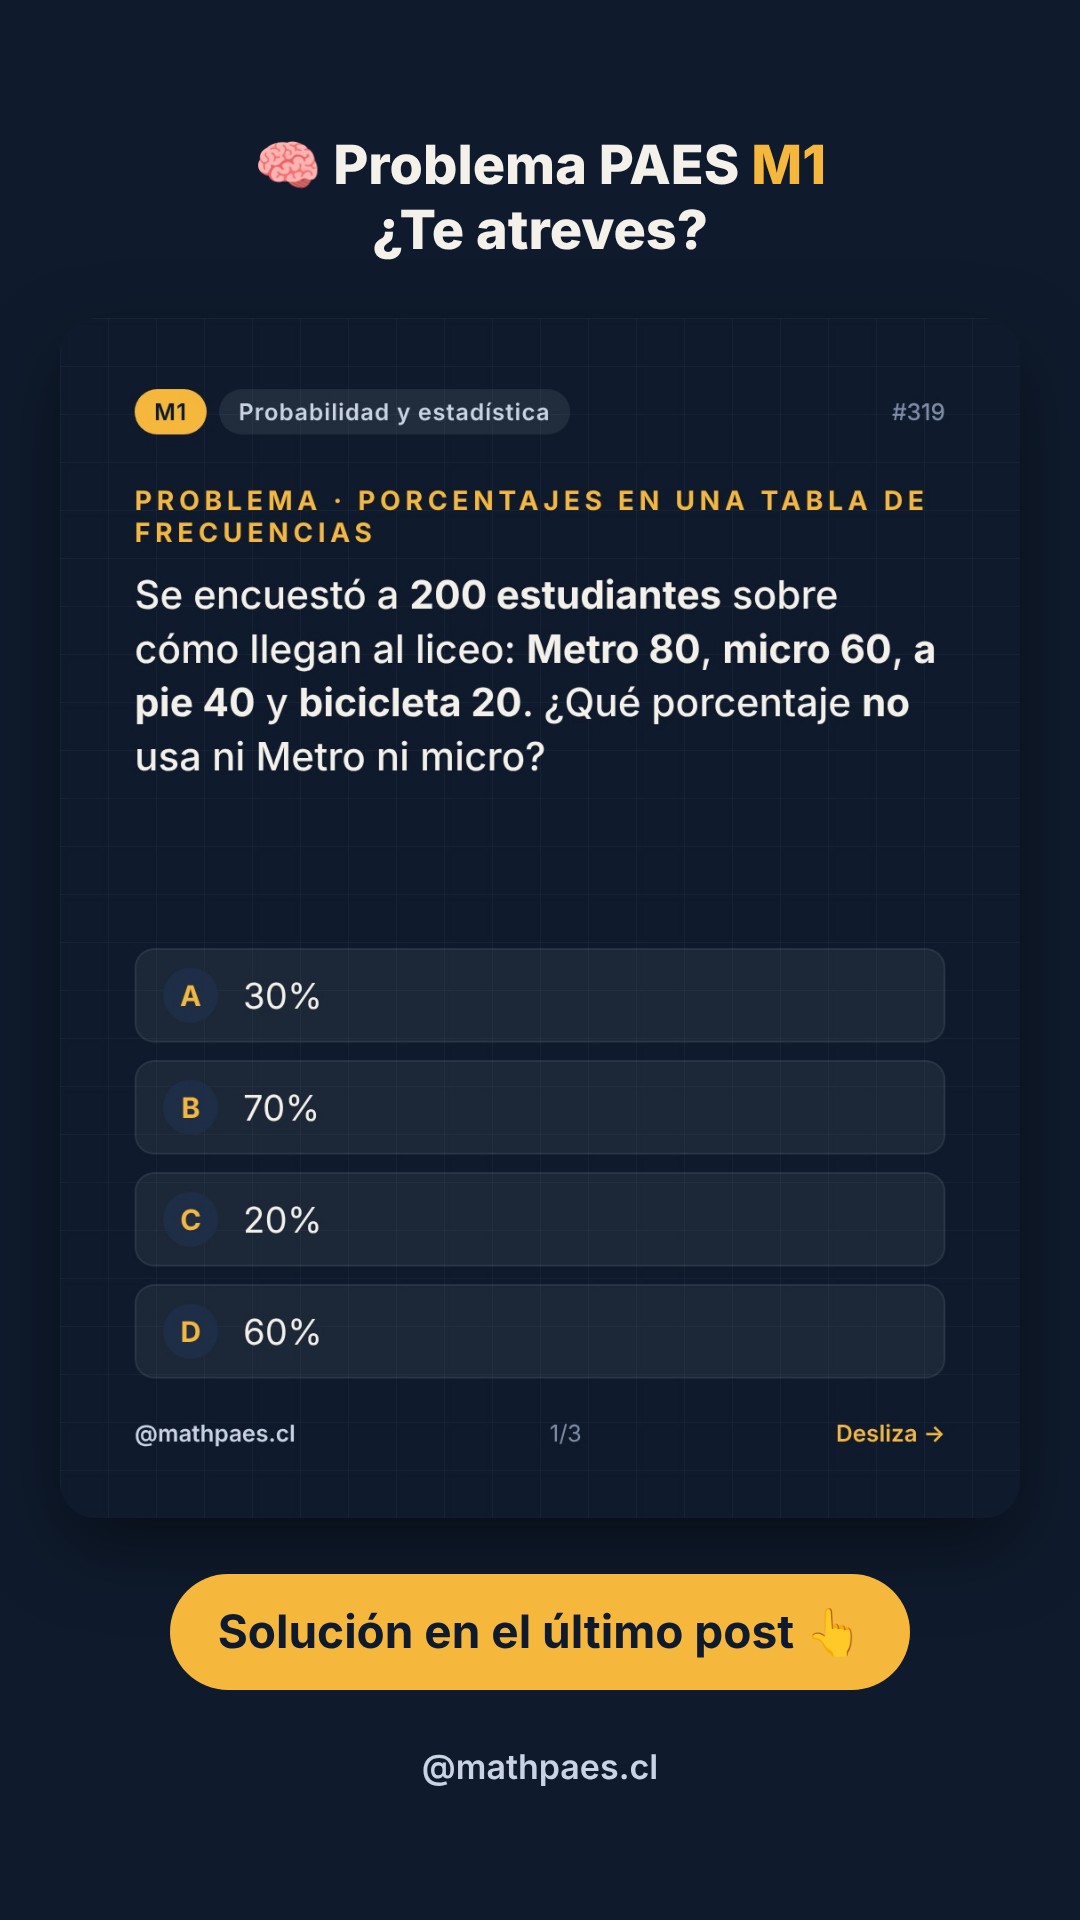 🧠 Problema PAES M1
¿Te atreves?
M1
Probabilidad y estadística
#319
PROBLEMA · PORCENTAJES EN UNA TABLA DE
FRECUENCIAS
Se encuestó a 200 estudiantes sobre
cómo llegan al liceo: Metro 80, micro 60, a
pie 40 y bicicleta 20. ¿Qué porcentaje no
usa ni Metro ni micro?
A 30%
B 70%
C 20%
D 60%
@mathpaes.cl
1/3
Desliza →
Solución en el último post 👆
@mathpaes.cl